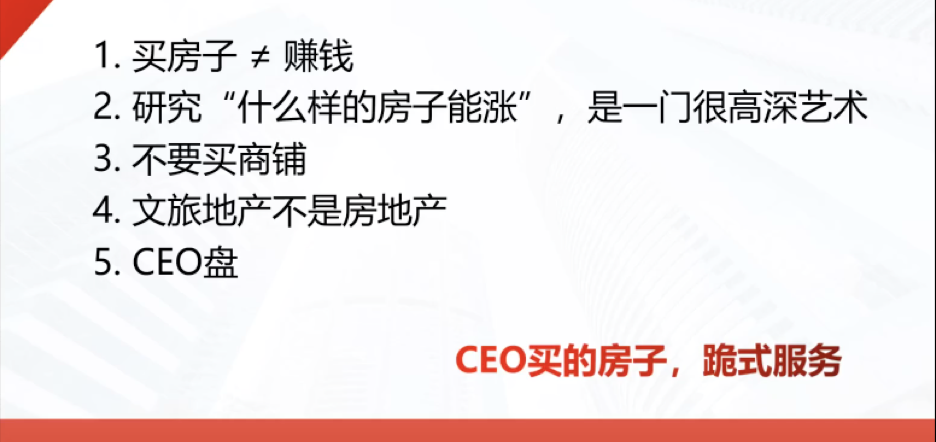 1. 买房子 ≠ 赚钱
2. 研究“什么样的房子能涨”，是一门很高深艺术
3. 不要买商铺
4. 文旅地产不是房地产
5. CEO盘
CEO买的房子，跪式服务